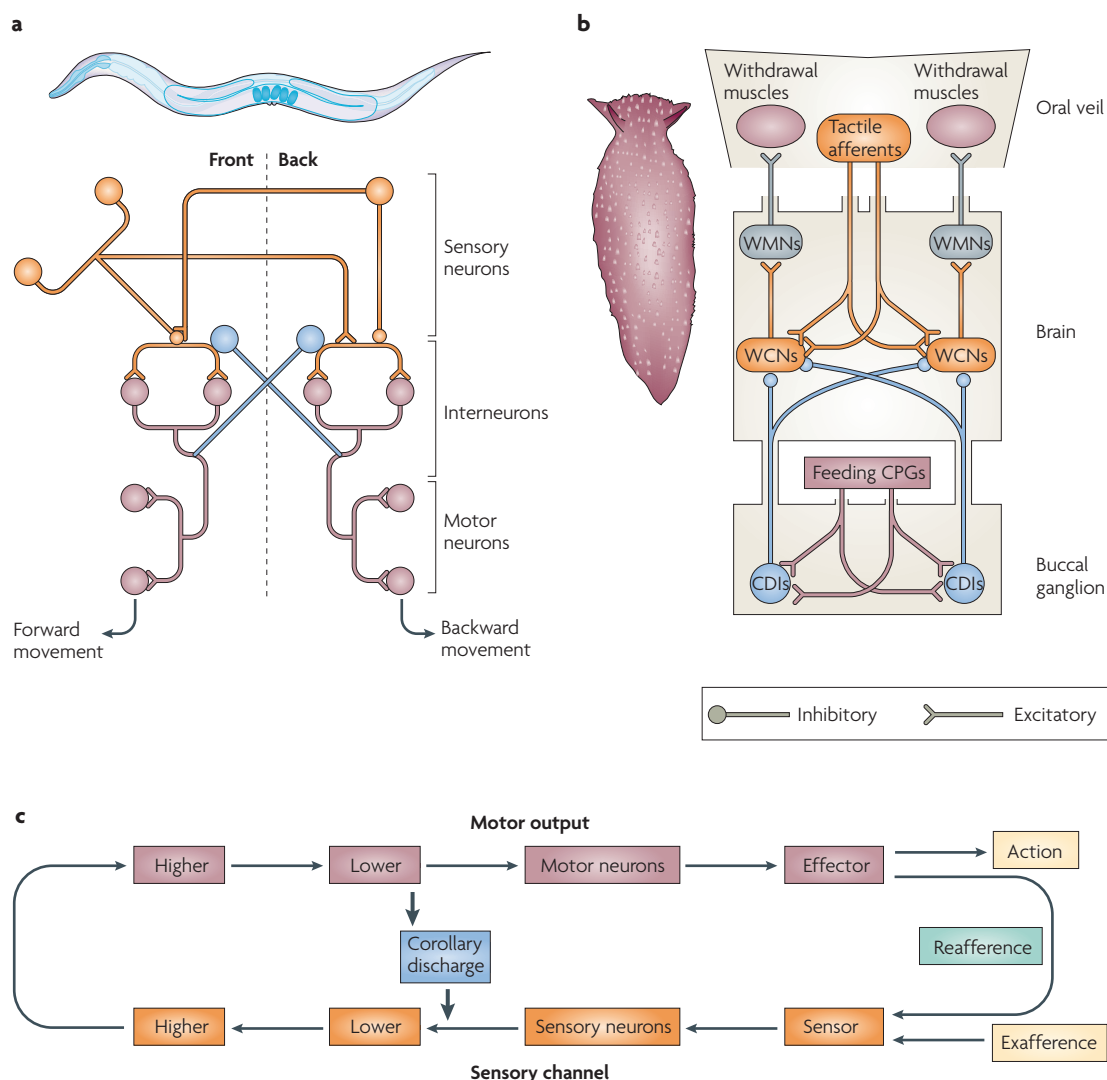 a
Front
Back
Sensory
neurons
Interneurons
Motor
neurons
Forward
movement
Backward
movement
b
Withdrawal
muscles
Withdrawal
muscles
Tactile
afferents
Oral veil
WMNs
WMNs
WCNs
WCNs
Brain
Feeding CPGs
CDIs
CDIs
Buccal
ganglion
Inhibitory
Excitatory
c
Motor output
Higher
Lower
Motor neurons
Effector
Action
Corollary
discharge
Reafference
Higher
Lower
Sensory neurons
Sensor
Exafference
Sensory channel